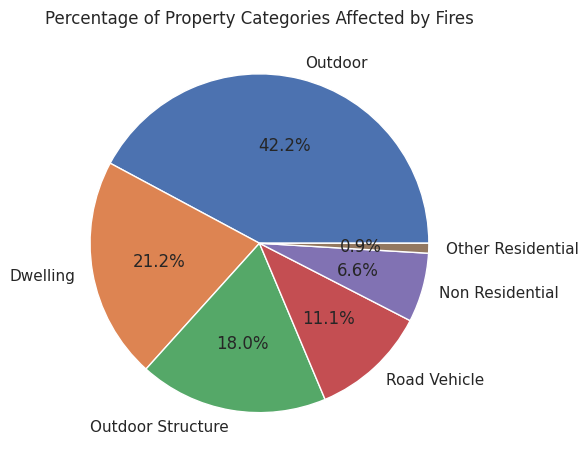 Percentage of Property Categories Affected by Fires
Outdoor
42.2%
Dwelling
21.2%
Outdoor Structure
18.0%
Road Vehicle
11.1%
Non Residential
6.6%
Other Residential
0.9%